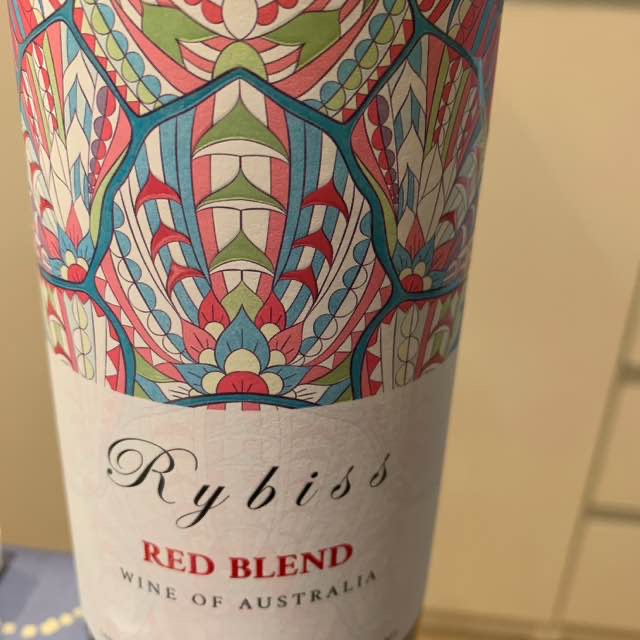 Rybiss
RED BLEND
WINE OF AUSTRALIA